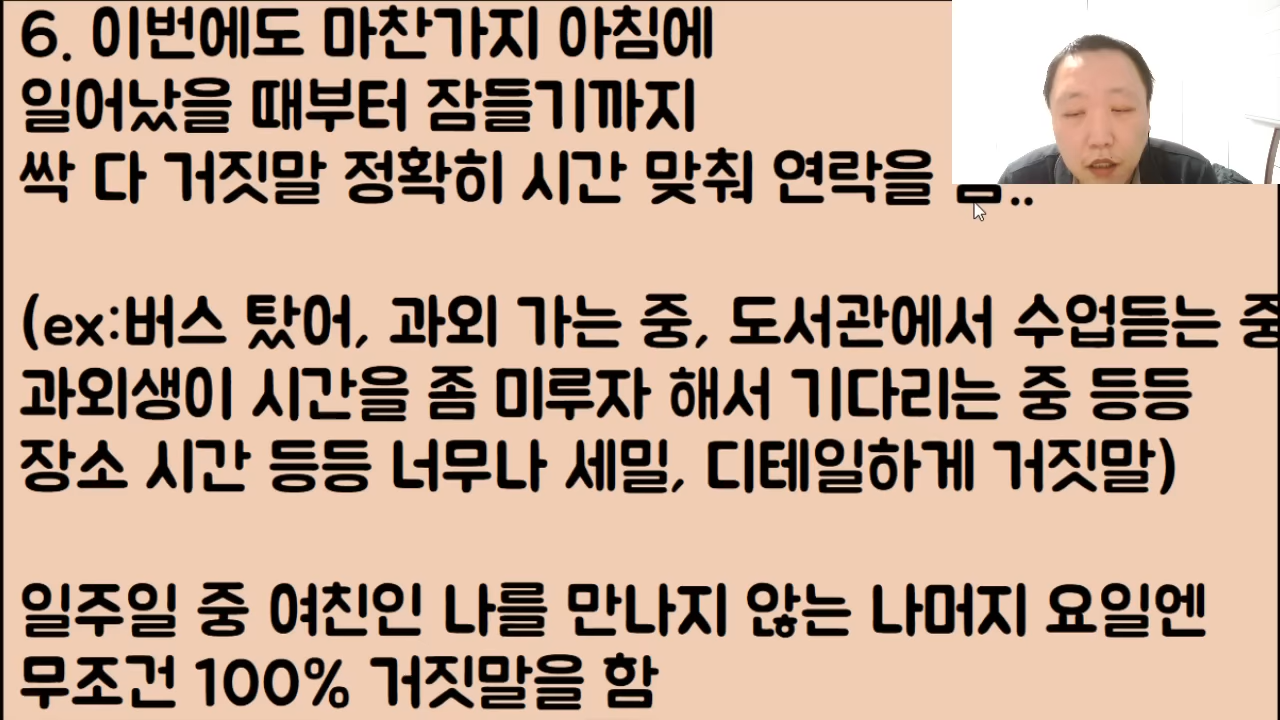 6. 이번에도 마찬가지 아침에
일어났을 때부터 잠들기까지
싹 다 거짓말 정확히 시간 맞춰 연락을 ..
(ex:버스 탔어, 과외 가는 중, 도서관에서 수업듣는 중
과외생이 시간을 좀 미루자 해서 기다리는 중 등등
장소 시간 등등 너무나 세밀, 디테일하게 거짓말)
일주일 중 여친인 나를 만나지 않는 나머지 요일엔
무조건 100% 거짓말을 함